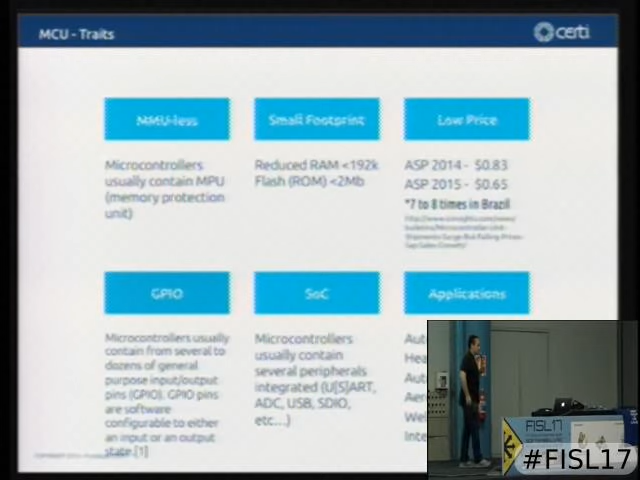 MCU - Traits
certi
MMU-less
Small Footprint
Low Price
Microcontrollers
usually contain MPU
(memory protection
unit)
Reduced RAM <192k
Flash (ROM) <2Mb
ASP 2014 - $0.83
ASP 2015 - $0.65
*7 to 8 times in Brazil
GPIO
SoC
Applications
Microcontrollers usually
contain from several to
dozens of general
purpose input/output
pins (GPIO). GPIO pins
are software
configurable to either
an input or an output
state.[1]
Microcontrollers
usually contain
several peripherals
integrated (U[S]ART,
ADC, USB, SDIO,
etc...)
FISL17
#FISL17